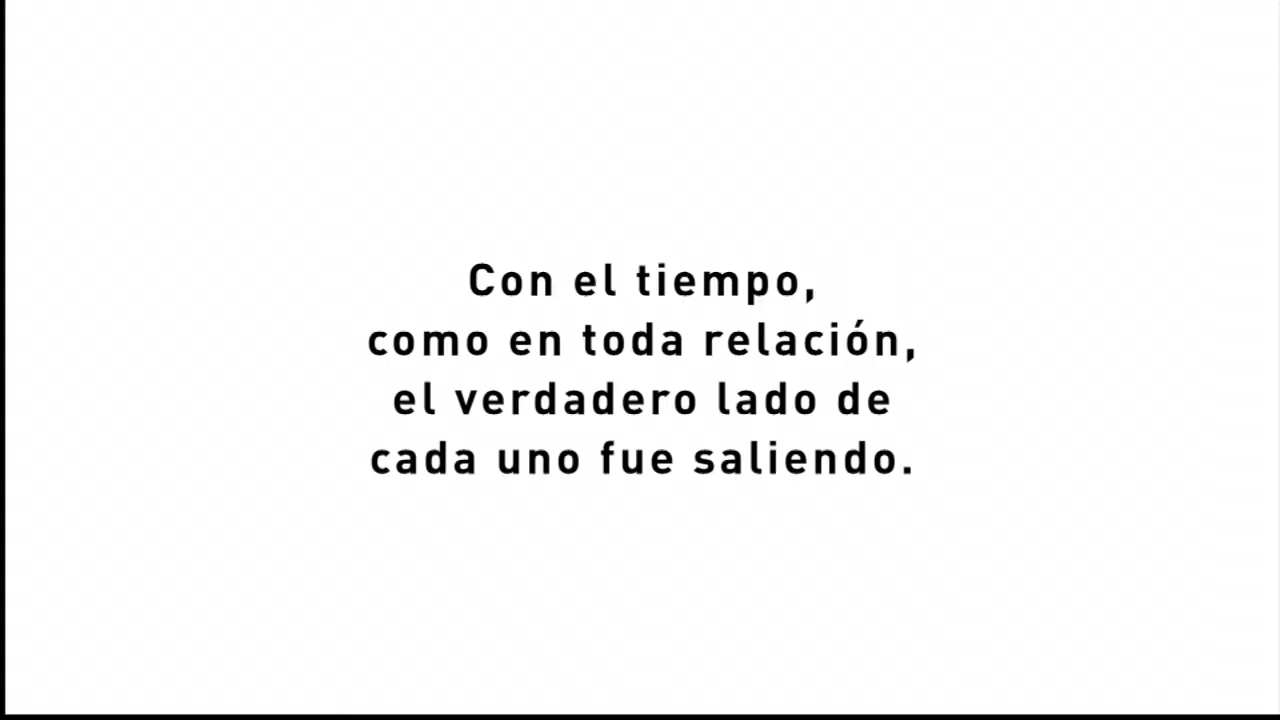 Con el tiempo,
como en toda relación,
el verdadero lado de
cada uno fue saliendo.